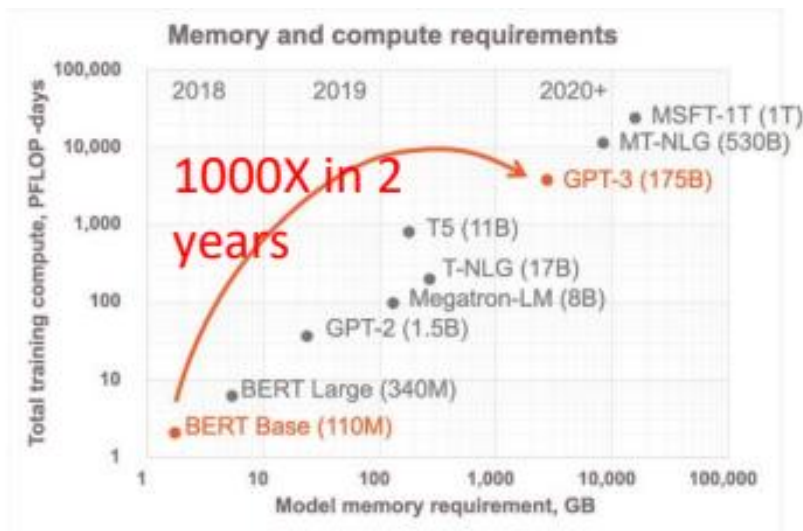 Memory and compute requirements
Total training compute, PFLOP -days
100,000
10,000
1,000
100
10
1
2018
2019
2020+
1000X in 2
years
MSFT-1T (1T)
MT-NLG (530B)
GPT-3 (175B)
T5 (11B)
T-NLG (17B)
Megatron-LM (8B)
GPT-2 (1.5B)
BERT Large (340M)
BERT Base (110M)
1
10
100
1,000
10,000
100,000
Model memory requirement, GB